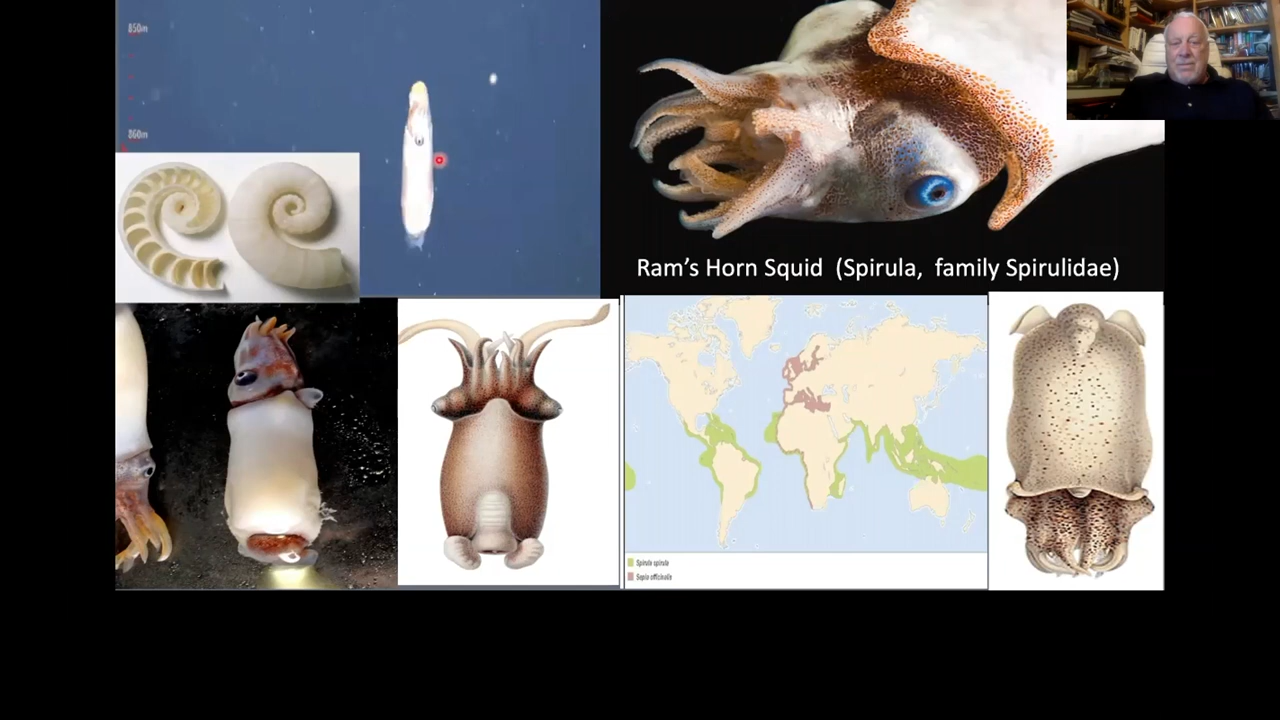 850m
860m
Ram's Horn Squid (Spirula, family Spirulidae)
Spirula spirula
Sepia officinalis